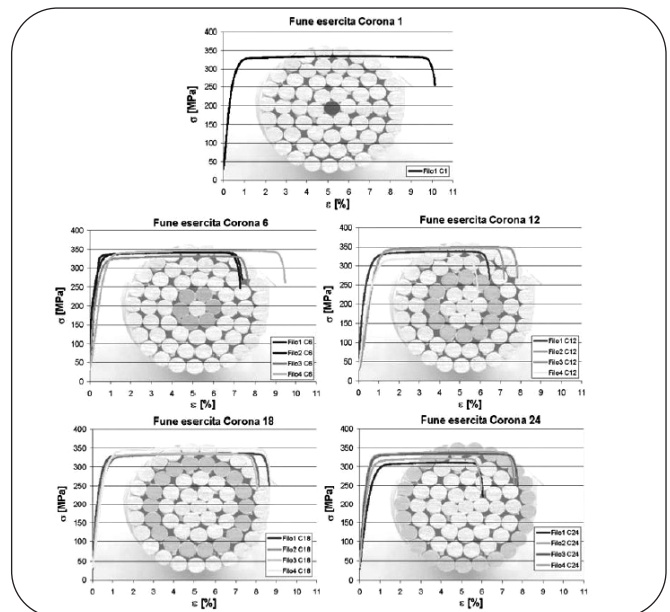 Fune esercita Corona 1
400
350
300
250
200
150
100
50
0
σ [MPa]
0 1 2 3 4 5 6 7 8 9 10 11
ε [%]
Filo1 C1
Fune esercita Corona 6
400
350
300
250
200
150
100
50
0
σ [MPa]
0 1 2 3 4 5 6 7 8 9 10 11
ε [%]
Filo1 C6
Filo2 C6
Filo3 C6
Filo4 C6
Fune esercita Corona 12
400
350
300
250
200
150
100
50
0
σ [MPa]
0 1 2 3 4 5 6 7 8 9 10 11
ε [%]
Filo1 C12
Filo2 C12
Filo3 C12
Filo4 C12
Fune esercita Corona 18
400
350
300
250
200
150
100
50
0
σ [MPa]
0 1 2 3 4 5 6 7 8 9 10 11
ε [%]
Filo1 C18
Filo2 C18
Filo3 C18
Filo4 C18
Fune esercita Corona 24
400
350
300
250
200
150
100
50
0
σ [MPa]
0 1 2 3 4 5 6 7 8 9 10 11
ε [%]
Filo1 C24
Filo2 C24
Filo3 C24
Filo4 C24